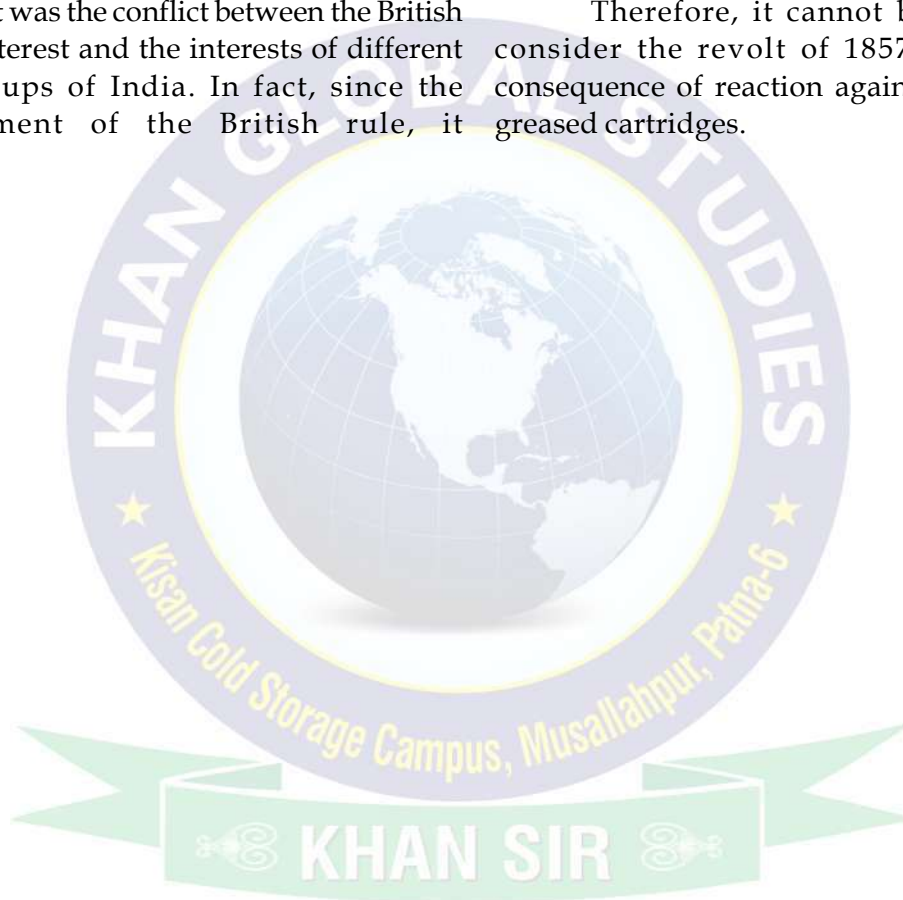 t was the conflict between the British
terest and the interests of different
ups of India. In fact, since the
ment of the British rule, it
Therefore, it cannot b
consider the revolt of 1857
consequence of reaction again
greased cartridges.
KHAN GLOBAL STUDIES
Kisan Cold Storage Campus, Musallahpur, Patna-6
KHAN SIR